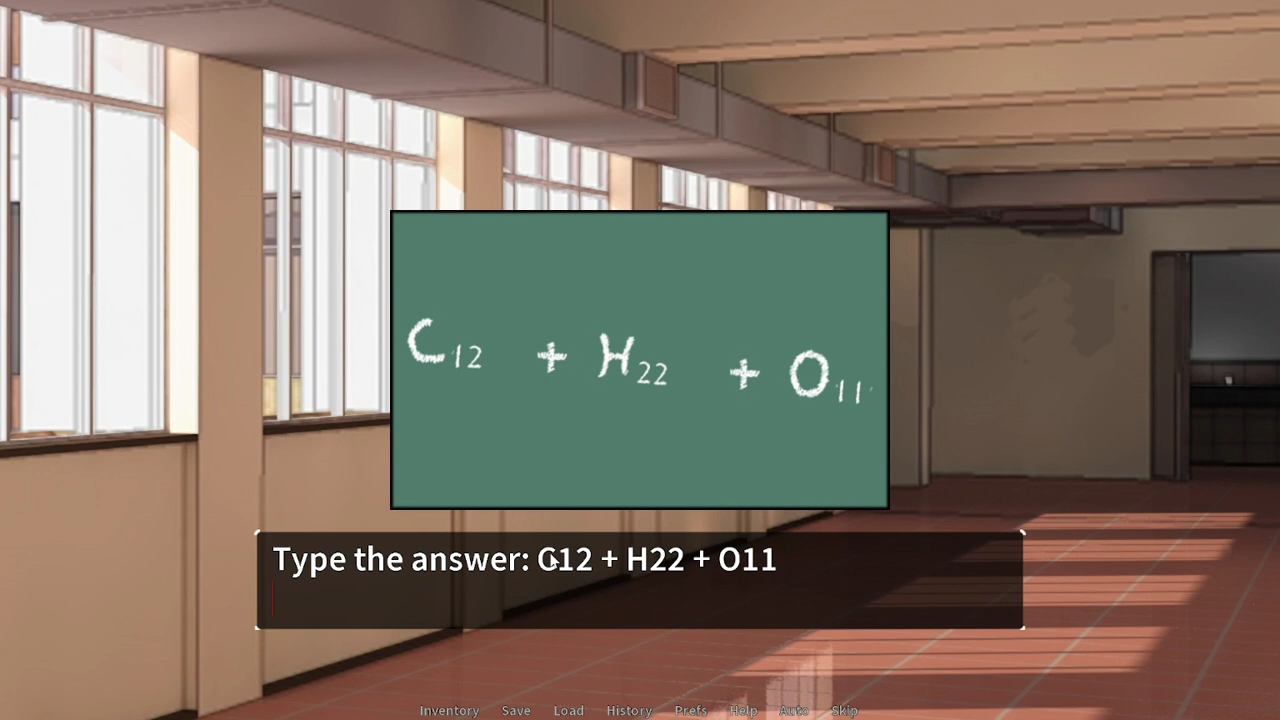 C₁₂ + H₂₂ + O₁₁
Type the answer: C12 + H22 + O11
Inventory Save Load History Prefs Help Auto Skip